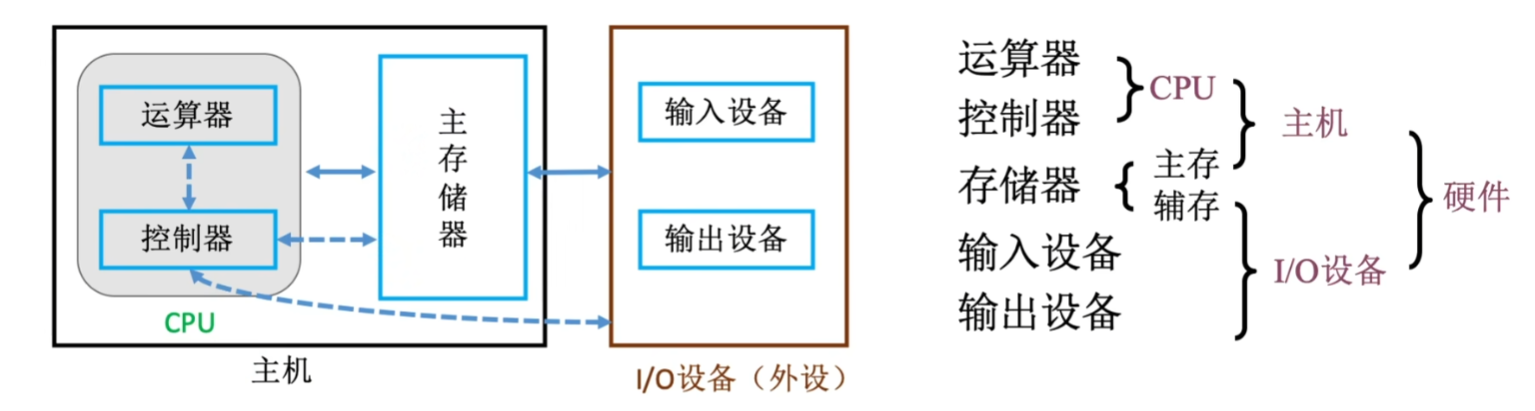 运算器
控制器
CPU
主存储器
主机
输入设备
输出设备
I/O设备（外设）
运算器
控制器
CPU
存储器
主存
辅存
主机
输入设备
输出设备
I/O设备
硬件